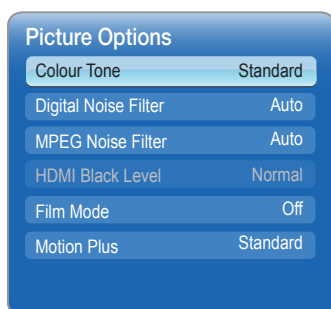 Picture Options
Colour Tone Standard
Digital Noise Filter Auto
MPEG Noise Filter Auto
HDMI Black Level Normal
Film Mode Off
Motion Plus Standard